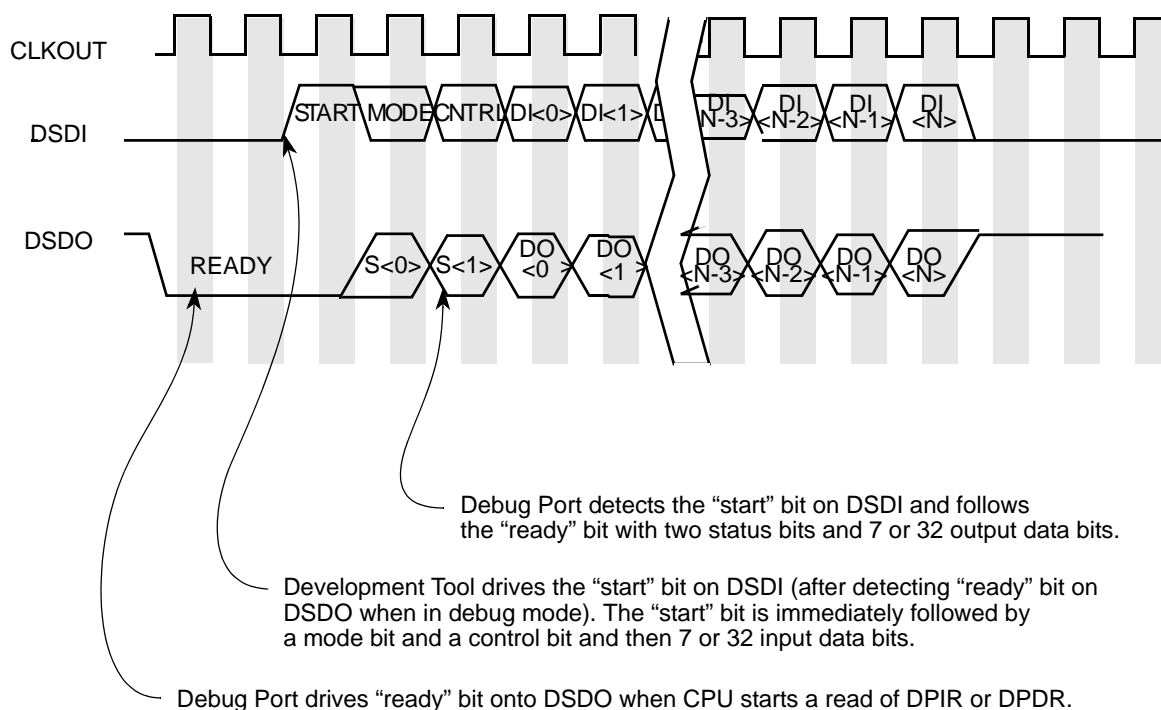 CLKOUT
DSDI
START MODE CNTRL DI<0> DI<1> DI DI DI DI
N-3> <N-2> <N-1> <N>
DSDO
READY
S<0> S<1> DO DO DO DO DO DO
<0 > <1 <N-3> <N-2> <N-1> <N>
Debug Port detects the “start” bit on DSDI and follows
the “ready” bit with two status bits and 7 or 32 output data bits.
Development Tool drives the “start” bit on DSDI (after detecting “ready” bit on
DSDO when in debug mode). The “start” bit is immediately followed by
a mode bit and a control bit and then 7 or 32 input data bits.
Debug Port drives “ready” bit onto DSDO when CPU starts a read of DPIR or DPDR.